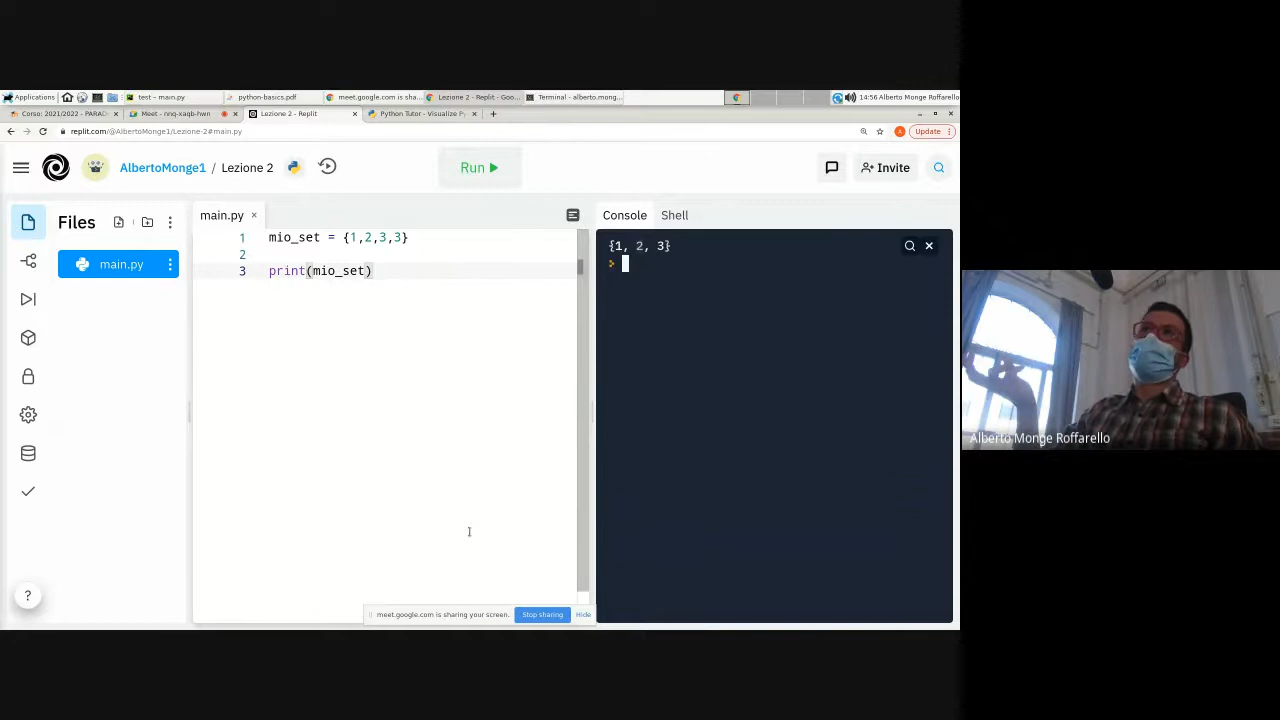 Applications
test - main.py
python-basics.pdf
meet.google.com is sha...
Lezione 2 - Replit - Goo...
Terminal - alberto.mong...
14:56 Alberto Monge Roffarello
Corso: 2021/2022 - PARAD
Meet - nnq-xaqb-hwn
Lezione 2 - Replit
Python Tutor - Visualize P
replit.com/@AlbertoMonge1/Lezione-2#main.py
Update
AlbertoMonge1 / Lezione 2
Run
Invite
Files
main.py
main.py
Console
Shell
1 mio_set = {1,2,3,3}
2
3 print(mio_set)
{1, 2, 3}
Alberto Monge Roffarello
?
meet.google.com is sharing your screen.
Stop sharing
Hide